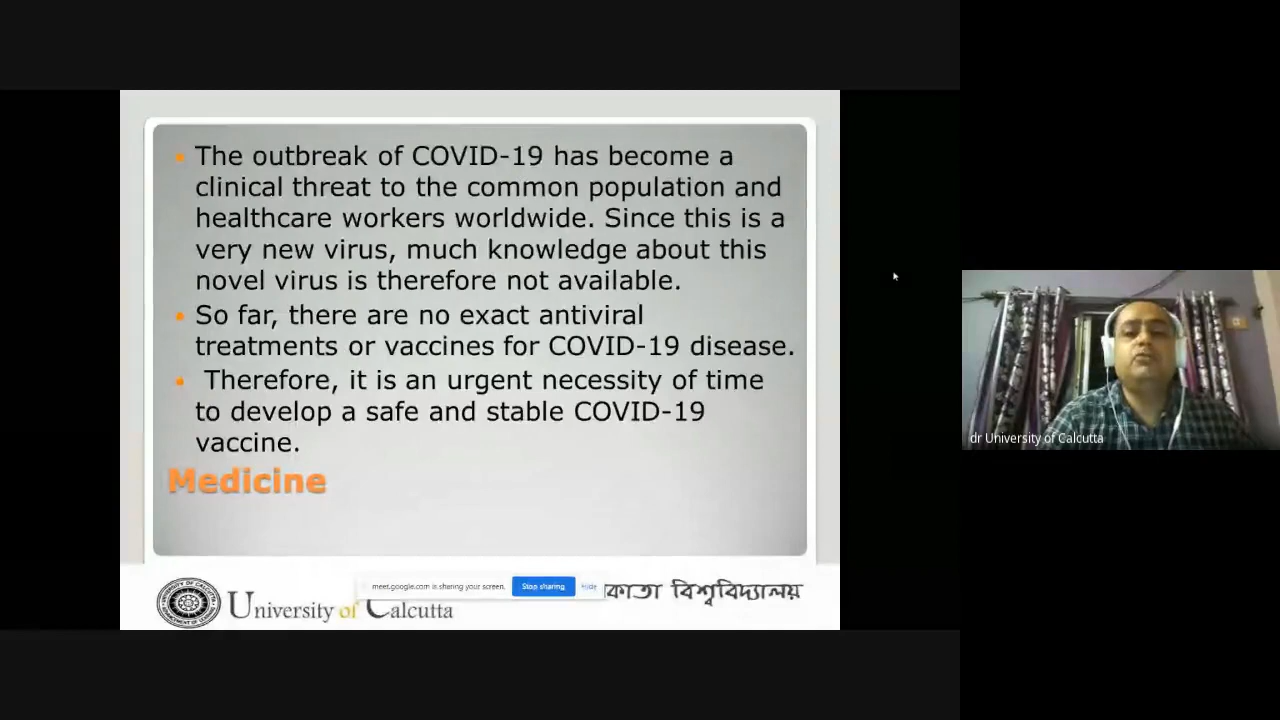 The outbreak of COVID-19 has become a
clinical threat to the common population and
healthcare workers worldwide. Since this is a
very new virus, much knowledge about this
novel virus is therefore not available.
So far, there are no exact antiviral
treatments or vaccines for COVID-19 disease.
Therefore, it is an urgent necessity of time
to develop a safe and stable COVID-19
vaccine.
Medicine
meet.google.com is sharing your screen. Stop sharing Hide
University of Calcutta
কাতা বিশ্ববিদ্যালয়
dr University of Calcutta